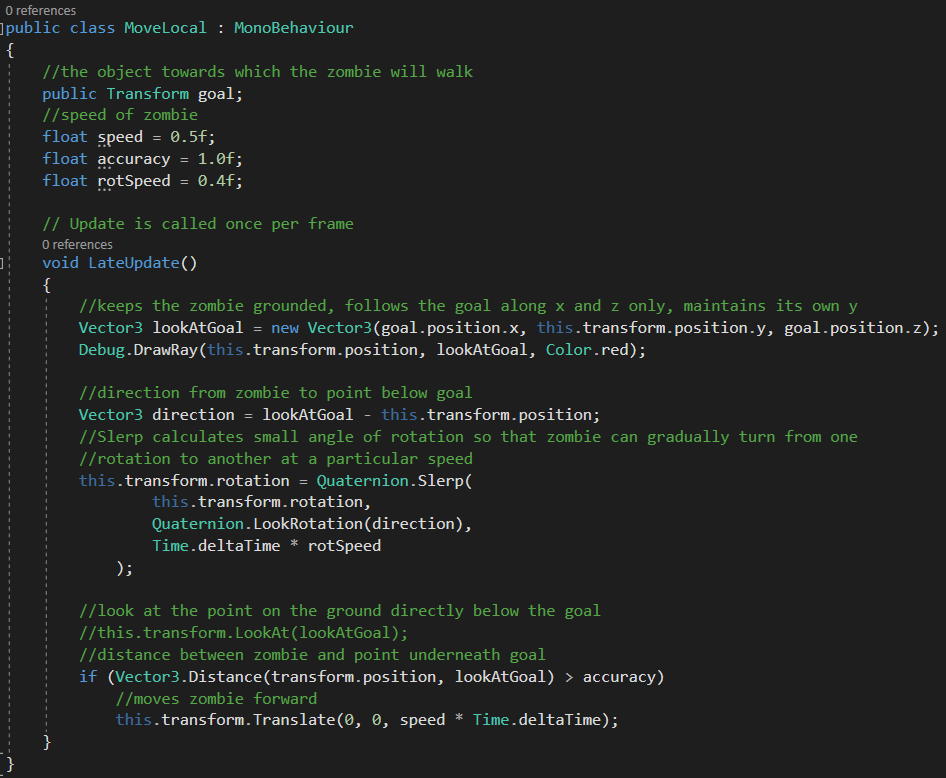 0 references
public class MoveLocal : MonoBehaviour
{
    //the object towards which the zombie will walk
    public Transform goal;
    //speed of zombie
    float speed = 0.5f;
    float accuracy = 1.0f;
    float rotSpeed = 0.4f;

    // Update is called once per frame
    0 references
    void LateUpdate()
    {
        //keeps the zombie grounded, follows the goal along x and z only, maintains its own y
        Vector3 lookAtGoal = new Vector3(goal.position.x, this.transform.position.y, goal.position.z);
        Debug.DrawRay(this.transform.position, lookAtGoal, Color.red);

        //direction from zombie to point below goal
        Vector3 direction = lookAtGoal - this.transform.position;
        //Slerp calculates small angle of rotation so that zombie can gradually turn from one
        //rotation to another at a particular speed
        this.transform.rotation = Quaternion.Slerp(
                this.transform.rotation,
                Quaternion.LookRotation(direction),
                Time.deltaTime * rotSpeed
            );

        //look at the point on the ground directly below the goal
        //this.transform.LookAt(lookAtGoal);
        //distance between zombie and point underneath goal
        if (Vector3.Distance(transform.position, lookAtGoal) > accuracy)
            //moves zombie forward
            this.transform.Translate(0, 0, speed * Time.deltaTime);
    }
}